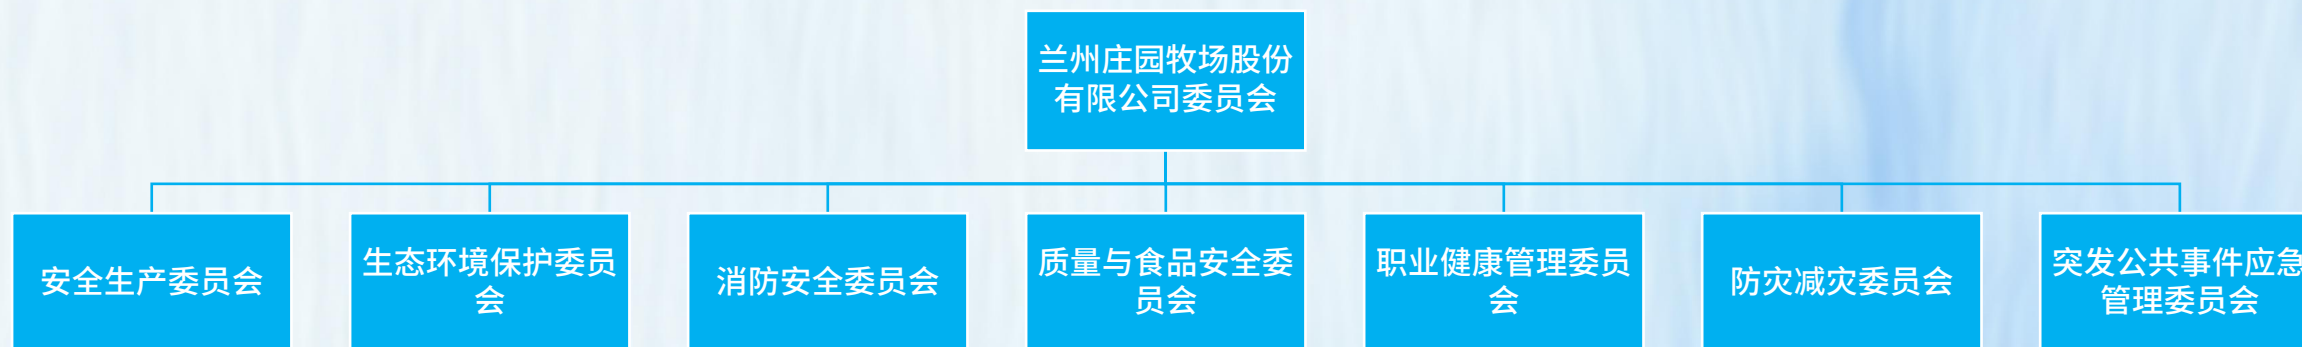 兰州庄园牧场股份
有限公司委员会
安全生产委员会
生态环境保护委员
会
消防安全委员会
质量与食品安全委
员会
职业健康管理委员
会
防灾减灾委员会
突发公共事件应急
管理委员会